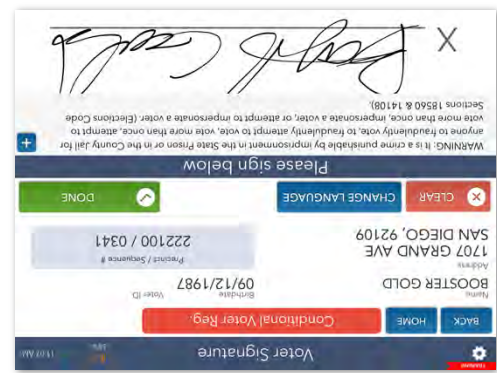 Voter Signature
BACK HOME Conditional Voter Reg.
Name Birthdate Voter ID
BOOSTER GOLD 09/12/1987
Address Precinct / Sequence #
1707 GRAND AVE 222100 / 0341
SAN DIEGO, 92109
CLEAR CHANGE LANGUAGE DONE
Please sign below
WARNING: It is a crime punishable by imprisonment in the State Prison or in the County Jail for
anyone to fraudulently vote, to fraudulently attempt to vote, vote more than once, attempt to
vote more than once, impersonate a voter, or attempt to impersonate a voter. (Elections Code
Sections 18560 & 14108).
X